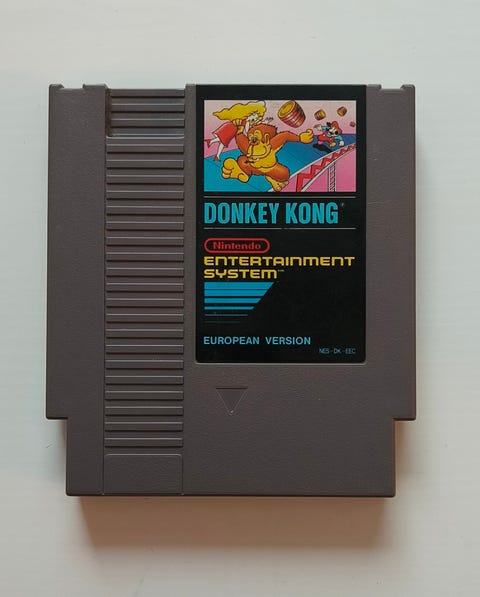 DONKEY KONG®
Nintendo®
ENTERTAINMENT
SYSTEM™
EUROPEAN VERSION
NES-DK-EEC